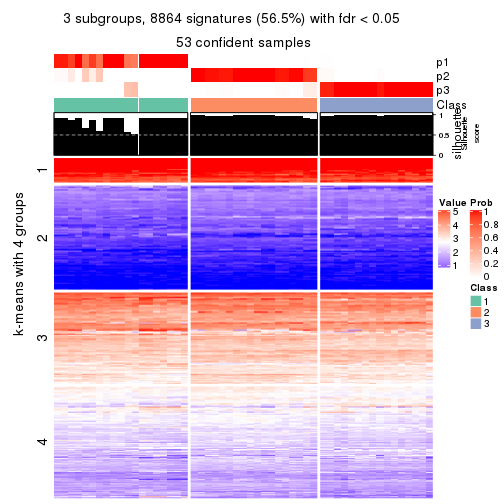 3 subgroups, 8864 signatures (56.5%) with fdr < 0.05
53 confident samples
p1
p2
p3
Class
1
0.5
0
silhouette
Silhouette
score
k-means with 4 groups
1
2
3
4
Value
5
4
3
2
1
Prob
1
0.8
0.6
0.4
0.2
0
Class
1
2
3